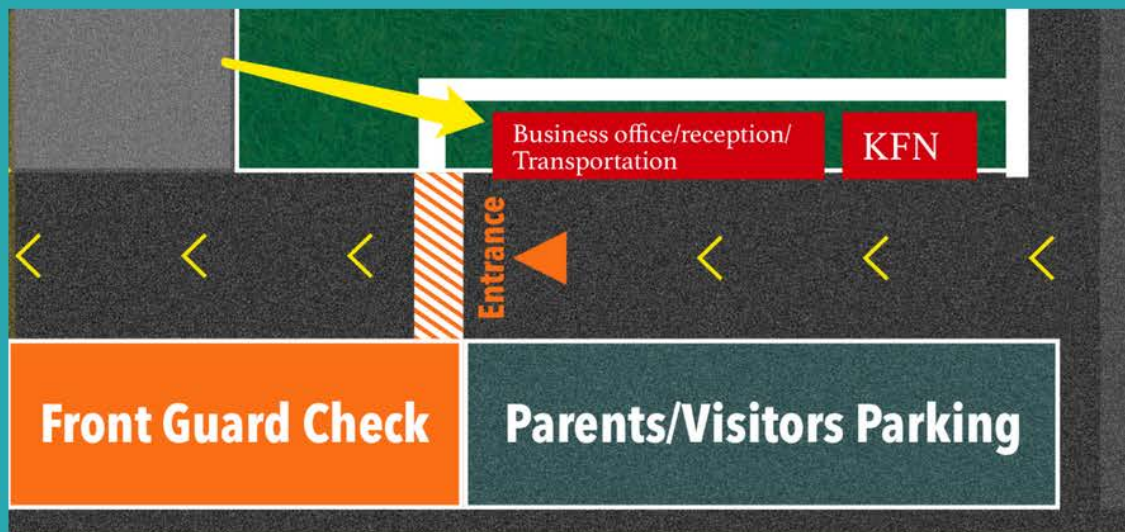 Business office/reception/
Transportation
KFN
Entrance
Front Guard Check
Parents/Visitors Parking